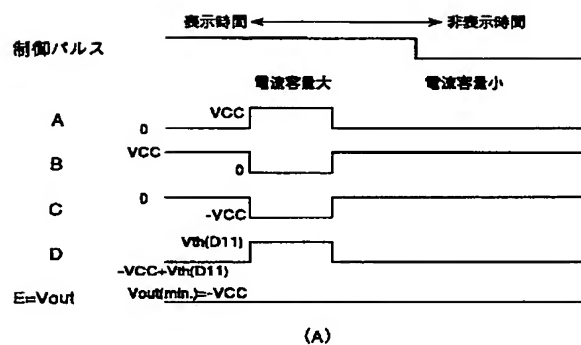 表示時間 非表示時間
制御パルス
電流容量大 電流容量小
A 0 VCC
B VCC 0
C 0 -VCC
D Vth(D11)
-VCC+Vth(D11)
E=Vout Vout(min.)=-VCC
(A)